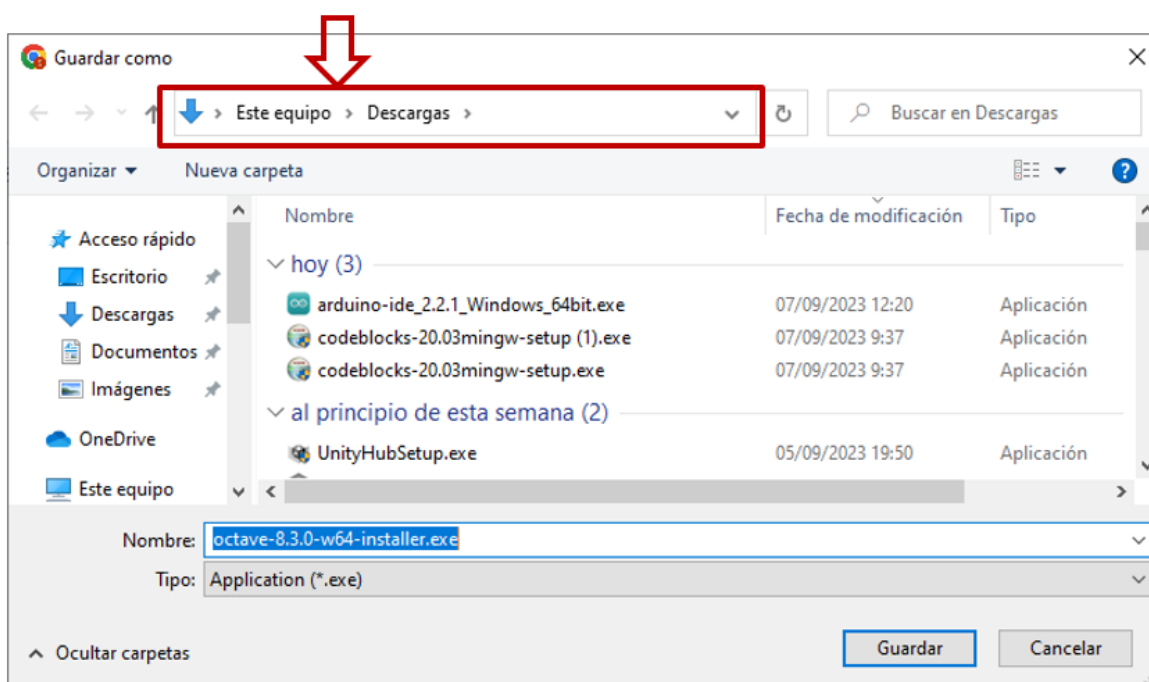 Guardar como
Este equipo > Descargas >
Buscar en Descargas
Organizar
Nueva carpeta
?
Nombre
Fecha de modificación
Tipo
Acceso rápido
Escritorio
Descargas
Documentos
Imágenes
OneDrive
Este equipo
hoy (3)
arduino-ide_2.2.1_Windows_64bit.exe 07/09/2023 12:20 Aplicación
codeblocks-20.03mingw-setup (1).exe 07/09/2023 9:37 Aplicación
codeblocks-20.03mingw-setup.exe 07/09/2023 9:37 Aplicación
al principio de esta semana (2)
UnityHubSetup.exe 05/09/2023 19:50 Aplicación
Nombre: octave-8.3.0-w64-installer.exe
Tipo: Application (*.exe)
Ocultar carpetas
Guardar
Cancelar